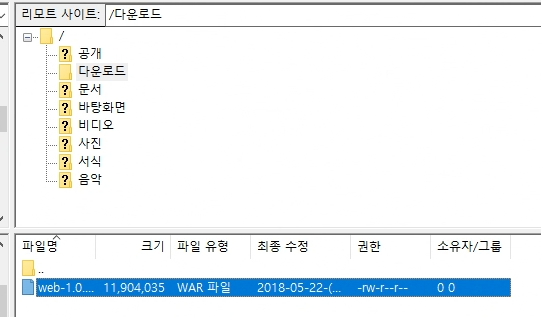 리모트 사이트: /다운로드
/
? 공개
다운로드
? 문서
? 바탕화면
? 비디오
? 사진
? 서식
? 음악
파일명 크기 파일 유형 최종 수정 권한 소유자/그룹
..
web-1.0.... 11,904,035 WAR 파일 2018-05-22-(... -rw-r--r-- 0 0